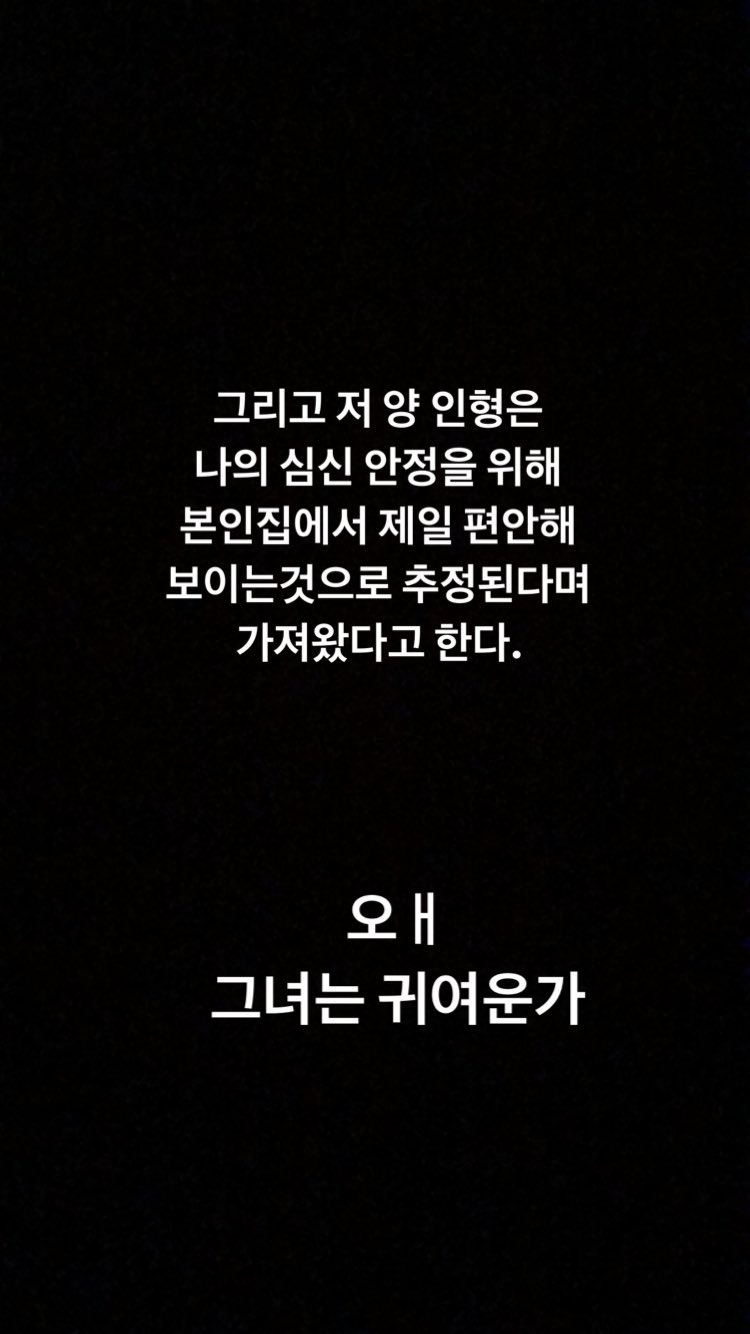 그리고 저 양 인형은
나의 심신 안정을 위해
본인집에서 제일 편안해
보이는것으로 추정된다며
가져왔다고 한다.
오ㅐ
그녀는 귀여운가